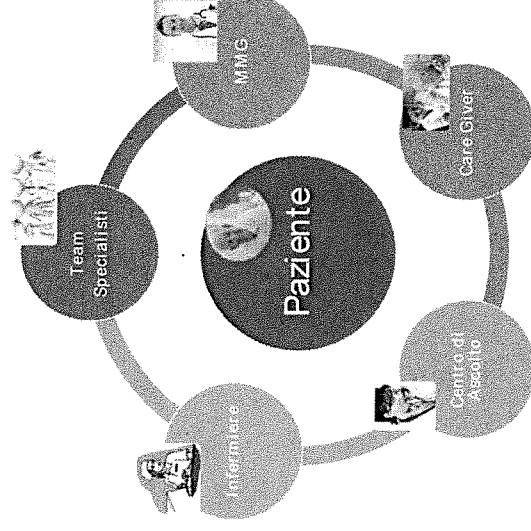 Team
Specialisti
MMG
Care Giver
Centro di
Ascolto
Infermiere
Paziente